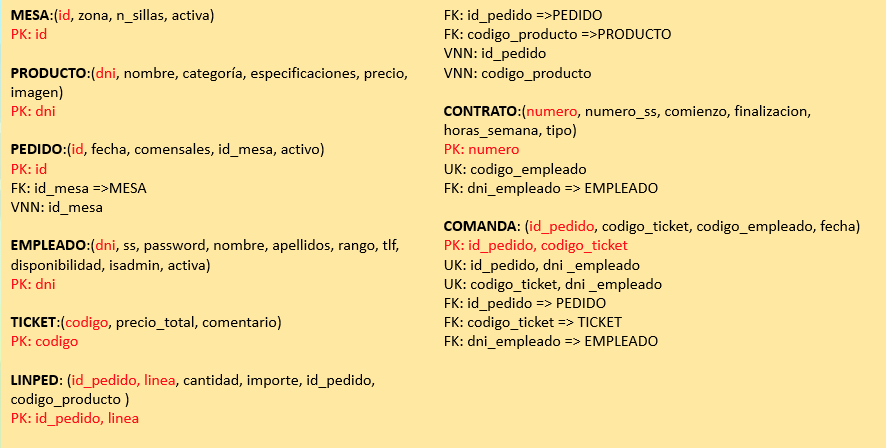 MESA:(id, zona, n_sillas, activa)
PK: id
PRODUCTO:(dni, nombre, categoría, especificaciones, precio,
imagen)
PK: dni
PEDIDO:(id, fecha, comensales, id_mesa, activo)
PK: id
FK: id_mesa =>MESA
VNN: id_mesa
EMPLEADO:(dni, ss, password, nombre, apellidos, rango, tlf,
disponibilidad, isadmin, activa)
PK: dni
TICKET:(codigo, precio_total, comentario)
PK: codigo
LINPED: (id_pedido, linea, cantidad, importe, id_pedido,
codigo_producto )
PK: id_pedido, linea
FK: id_pedido =>PEDIDO
FK: codigo_producto =>PRODUCTO
VNN: id_pedido
VNN: codigo_producto
CONTRATO:(numero, numero_ss, comienzo, finalizacion,
horas_semana, tipo)
PK: numero
UK: codigo_empleado
FK: dni_empleado => EMPLEADO
COMANDA: (id_pedido, codigo_ticket, codigo_empleado, fecha)
PK: id_pedido, codigo_ticket
UK: id_pedido, dni _empleado
UK: codigo_ticket, dni _empleado
FK: id_pedido => PEDIDO
FK: codigo_ticket => TICKET
FK: dni_empleado => EMPLEADO